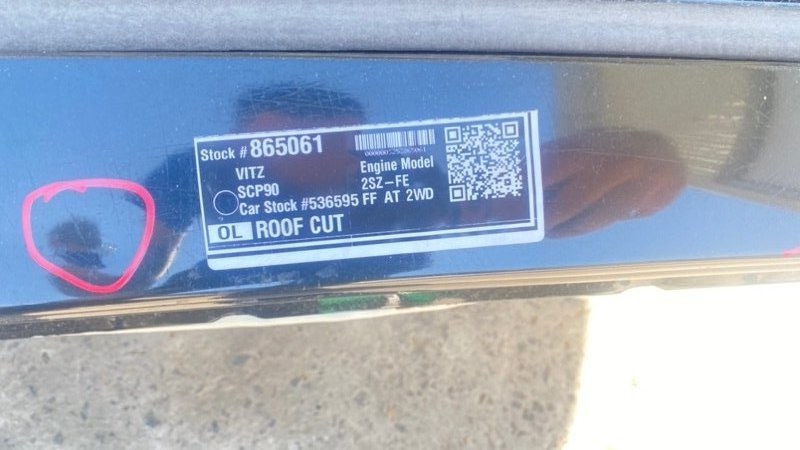 Stock # 865061
VITZ
SCP90
Engine Model
2SZ-FE
Car Stock #536595 FF AT 2WD
OL ROOF CUT